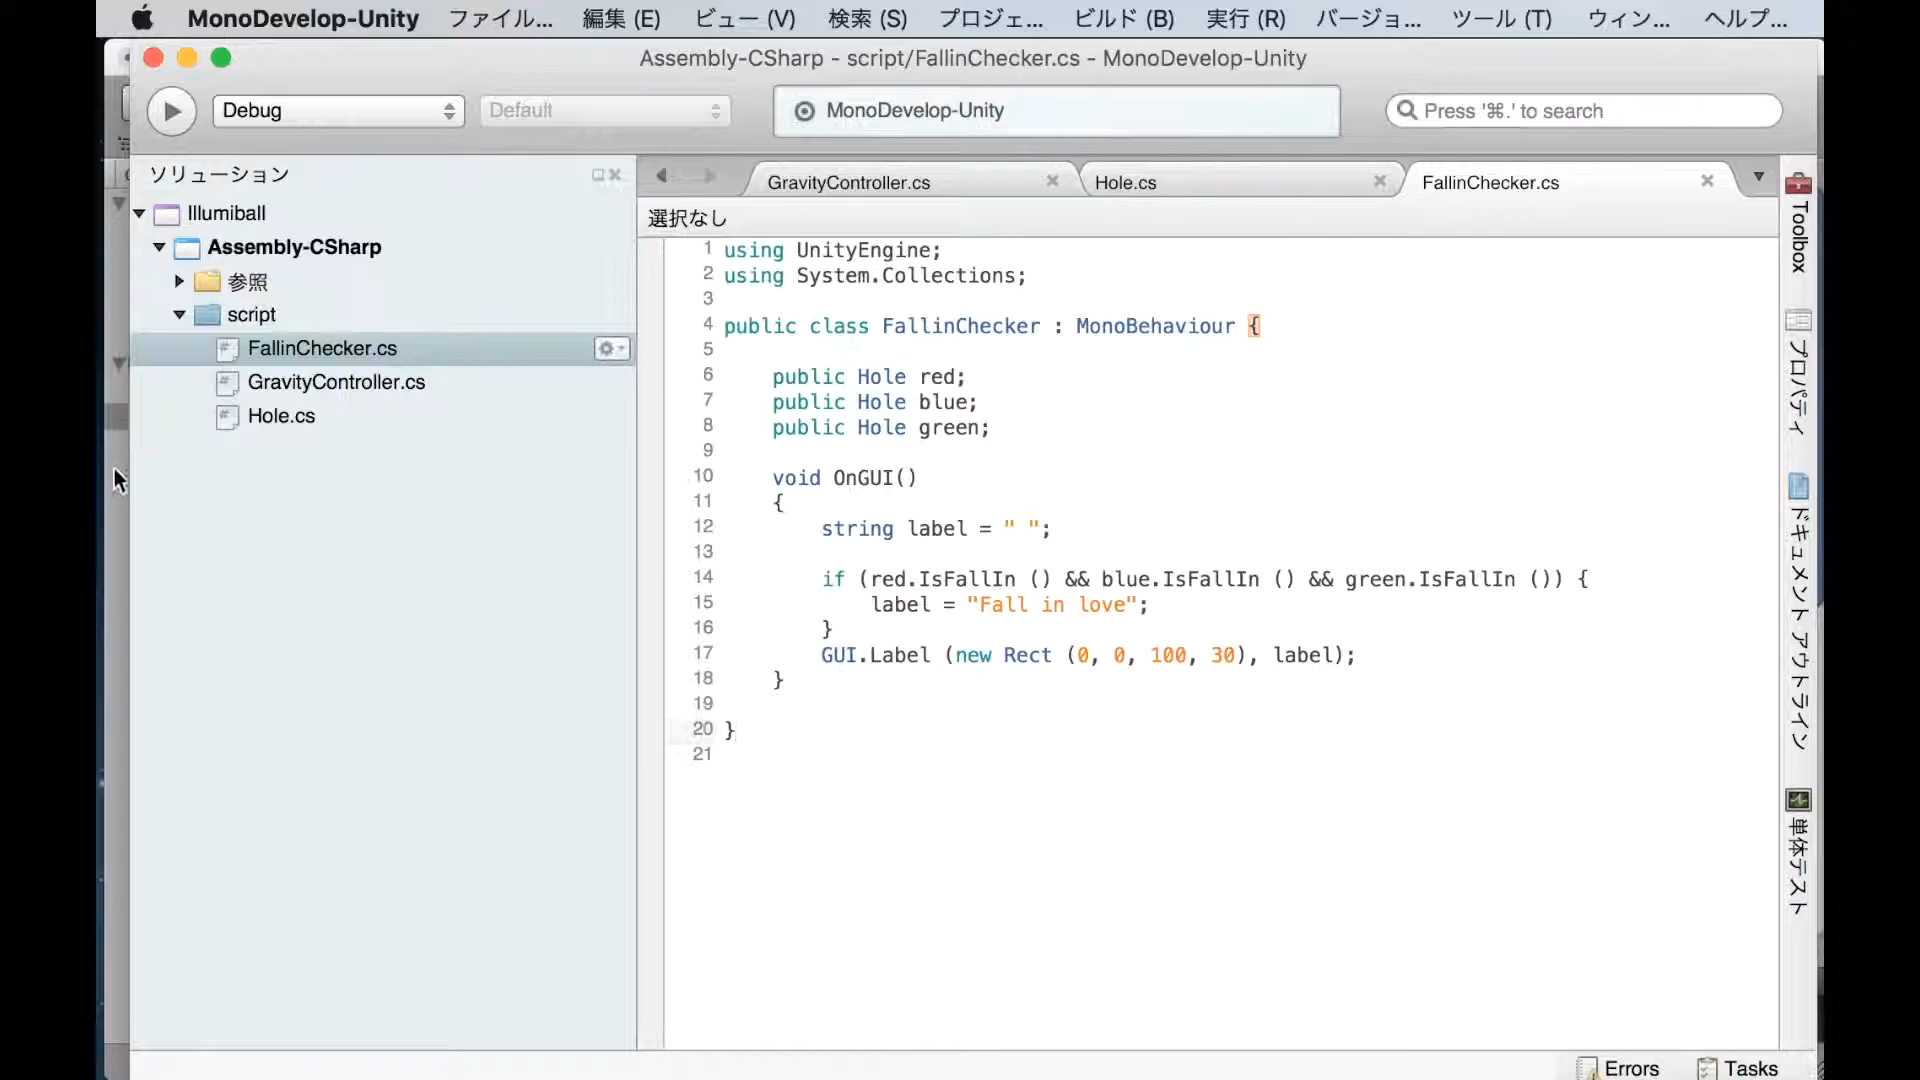 MonoDevelop-Unity ファイル... 編集 (E) ビュー (V) 検索 (S) プロジェ... ビルド (B) 実行 (R) バージョ... ツール (T) ウィン... ヘルプ...
Assembly-CSharp - script/FallinChecker.cs - MonoDevelop-Unity
Debug Default MonoDevelop-Unity Press '⌘.' to search
ソリューション
Illumiball
Assembly-CSharp
参照
script
FallinChecker.cs
GravityController.cs
Hole.cs
GravityController.cs Hole.cs FallinChecker.cs
選択なし
1 using UnityEngine;
2 using System.Collections;
3
4 public class FallinChecker : MonoBehaviour {
5
6     public Hole red;
7     public Hole blue;
8     public Hole green;
9
10     void OnGUI()
11     {
12         string label = " ";
13
14         if (red.IsFallIn () && blue.IsFallIn () && green.IsFallIn ()) {
15             label = "Fall in love";
16         }
17         GUI.Label (new Rect (0, 0, 100, 30), label);
18     }
19
20 }
21
Toolbox
プロパティ
ドキュメント アウトライン
単体テスト
Errors Tasks